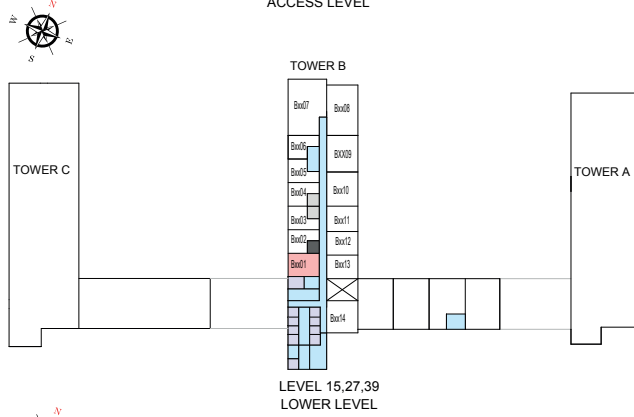 ACCESS LEVEL
N
W
E
S
TOWER B
Bxx07
Bxx08
Bxx06
BXX09
Bxx05
TOWER C
TOWER A
Bxx04
Bxx10
Bxx03
Bxx11
Bxx02
Bxx12
Bxx01
Bxx13
Bxx14
LEVEL 15,27,39
LOWER LEVEL
N